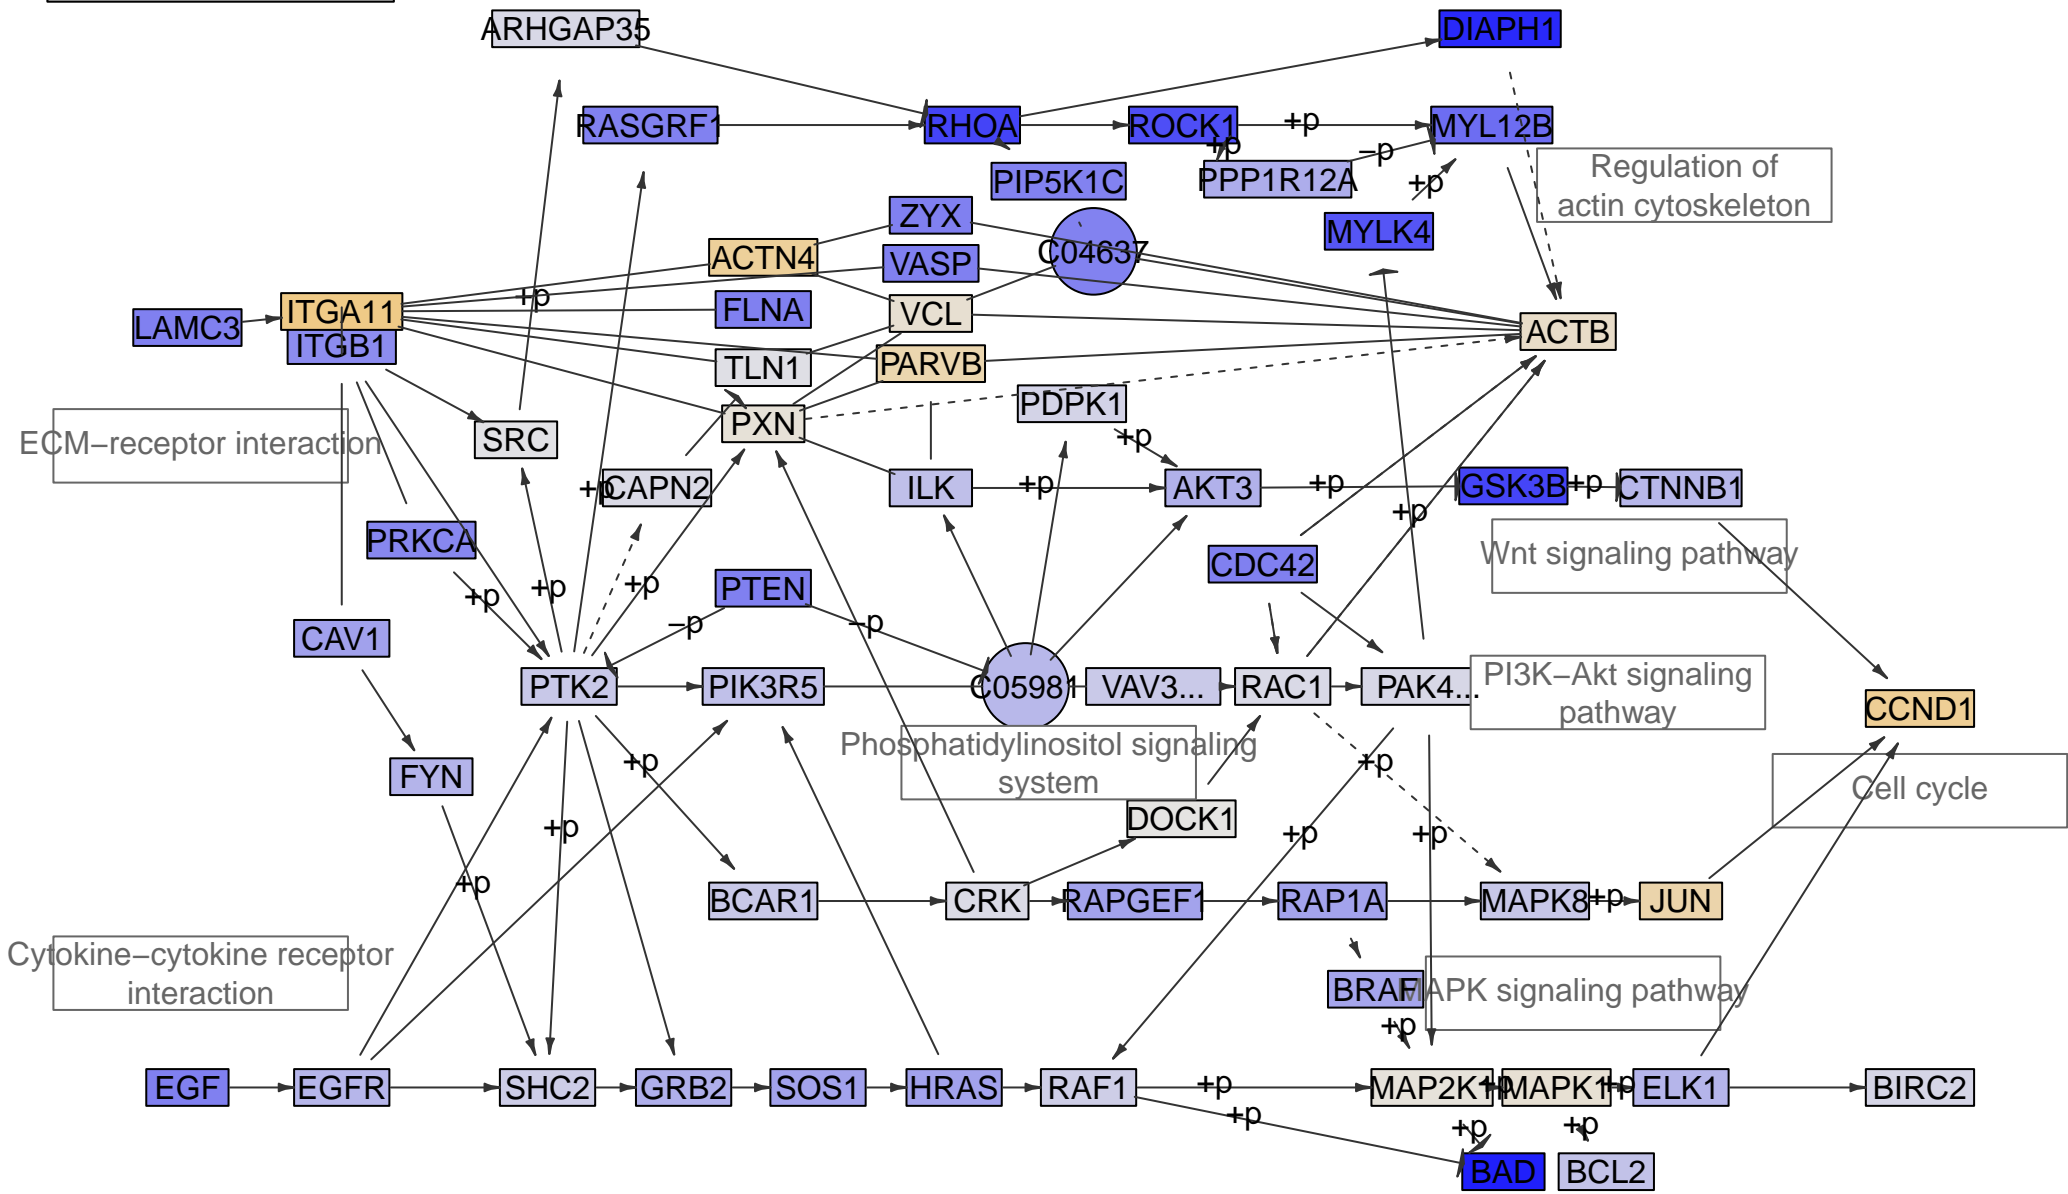 ARHGAP35
DIAPH1
RASGRF1
RHOA
ROCK1
+p
MYL12B
+p
−p
PIP5K1C
PPP1R12A
+p
Regulation of
actin cytoskeleton
ZYX
MYLK4
ACTN4
VASP
C04637
+p
ITGA11
FLNA
VCL
LAMC3
ITGB1
TLN1
PARVB
ACTB
PDPK1
PXN
+p
ECM−receptor interaction
SRC
+p
CAPN2
ILK
+p
AKT3
+p
GSK3B
+p
CTNNB1
+p
PRKCA
Wnt signaling pathway
CDC42
+p
+p
+p
PTEN
−p
−p
CAV1
PTK2
PIK3R5
C05981
VAV3...
RAC1
PAK4...
PI3K−Akt signaling
pathway
CCND1
Phosphatidylinositol signaling
system
FYN
+p
+p
Cell cycle
+p
DOCK1
+p
+p
+p
BCAR1
CRK
RAPGEF1
RAP1A
MAPK8
+p
JUN
Cytokine−cytokine receptor
interaction
BRAF
MAPK signaling pathway
+p
EGF
EGFR
SHC2
GRB2
SOS1
HRAS
RAF1
+p
MAP2K1
+p
MAPK1
+p
ELK1
BIRC2
+p
+p
+p
BAD
BCL2